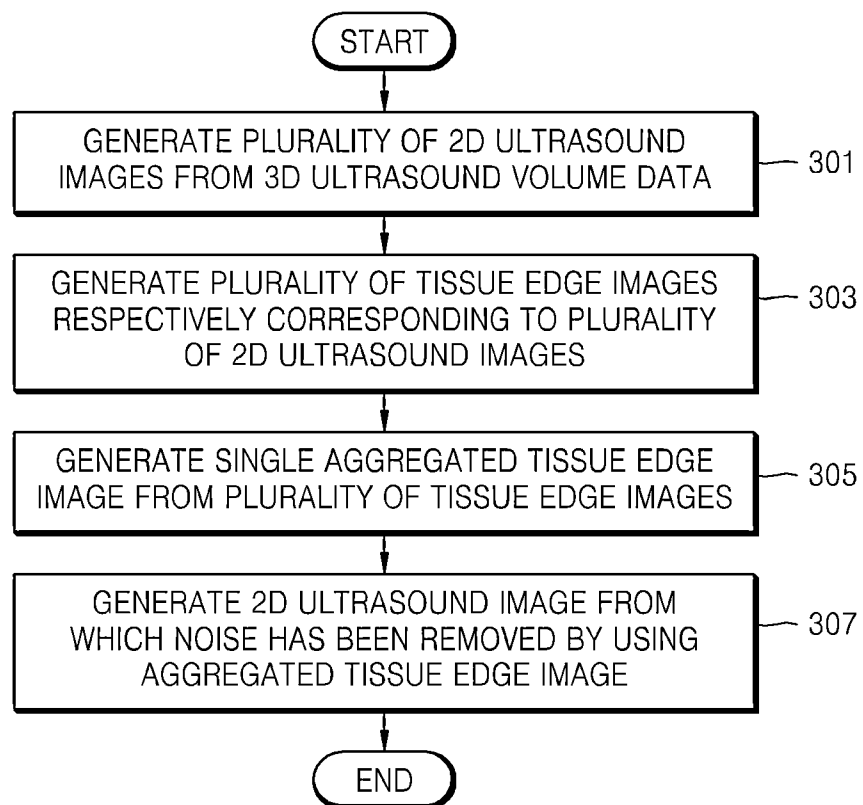 START
GENERATE PLURALITY OF 2D ULTRASOUND
IMAGES FROM 3D ULTRASOUND VOLUME DATA
301
GENERATE PLURALITY OF TISSUE EDGE IMAGES
RESPECTIVELY CORRESPONDING TO PLURALITY
OF 2D ULTRASOUND IMAGES
303
GENERATE SINGLE AGGREGATED TISSUE EDGE
IMAGE FROM PLURALITY OF TISSUE EDGE IMAGES
305
GENERATE 2D ULTRASOUND IMAGE FROM
WHICH NOISE HAS BEEN REMOVED BY USING
AGGREGATED TISSUE EDGE IMAGE
307
END